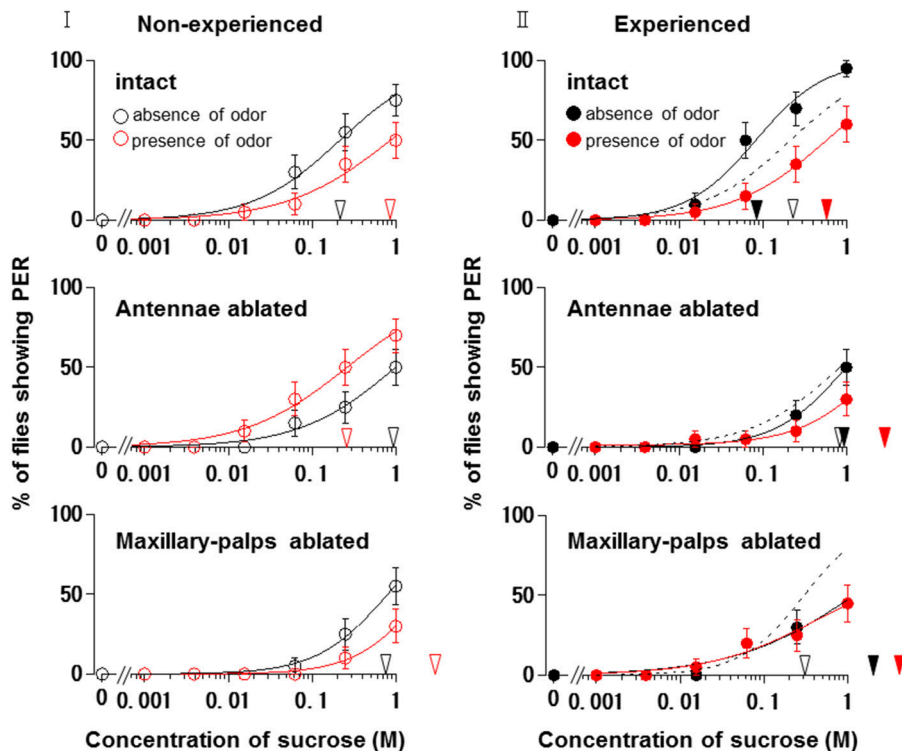 I Non-experienced
II Experienced
100
50
0
intact
absence of odor
presence of odor
0 0.001 0.01 0.1 1
100
50
0
intact
absence of odor
presence of odor
0 0.001 0.01 0.1 1
% of flies showing PER
% of flies showing PER
100
50
0
Antennae ablated
0 0.001 0.01 0.1 1
100
50
0
Antennae ablated
0 0.001 0.01 0.1 1
100
50
0
Maxillary-palps ablated
0 0.001 0.01 0.1 1
100
50
0
Maxillary-palps ablated
0 0.001 0.01 0.1 1
Concentration of sucrose (M)
Concentration of sucrose (M)